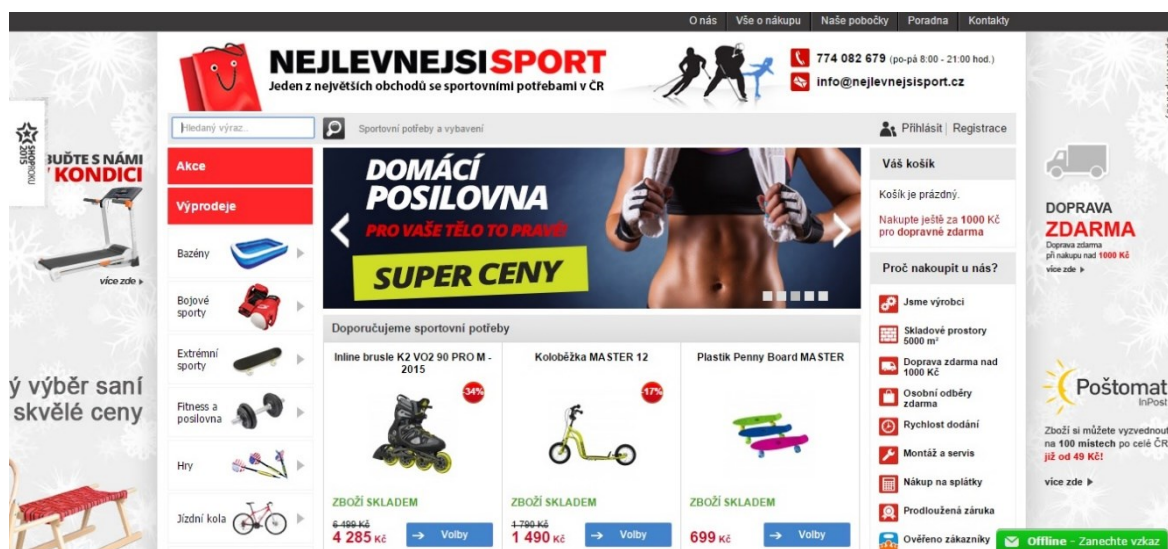 O nás Vše o nákupu Naše pobočky Poradna Kontakty
NEJLEVNEJSISPORT
Jeden z největších obchodů se sportovními potřebami v ČR
774 082 679 (po-pá 8:00 - 21:00 hod.)
info@nejlevnejsisport.cz
Hledaný výraz..
Sportovní potřeby a vybavení
Přihlásit | Registrace
SHOPROKU
2015
BUĎTE S NÁMI
V KONDICI
více zde
ý výběr saní
skvělé ceny
Akce
Výprodeje
Bazény
Bojové
sporty
Extrémní
sporty
Fitness a
posilovna
Hry
Jízdní kola
DOMÁCÍ
POSILOVNA
PRO VAŠE TĚLO TO PRAVÉ!
SUPER CENY
Doporučujeme sportovní potřeby
Inline brusle K2 VO2 90 PRO M -
2015
-34%
ZBOŽÍ SKLADEM
6 499 Kč
4 285 Kč
Volby
Koloběžka MASTER 12
-17%
ZBOŽÍ SKLADEM
1 790 Kč
1 490 Kč
Volby
Plastik Penny Board MASTER
ZBOŽÍ SKLADEM
699 Kč
Volby
Váš košík
Košík je prázdný.
Nakupte ještě za 1000 Kč
pro dopravné zdarma
Proč nakoupit u nás?
Jsme výrobci
Skladové prostory
5000 m²
Doprava zdarma nad
1000 Kč
Osobní odběry
zdarma
Rychlost dodání
Montáž a servis
Nákup na splátky
Prodloužená záruka
Ověřeno zákazníky
DOPRAVA
ZDARMA
Doprava zdarma
při nakupu nad 1000 Kč
více zde
Poštomat
InPost
Zboží si můžete vyzvednout
na 100 místech po celé ČR
již od 49 Kč!
více zde
Offline - Zanechte vzkaz